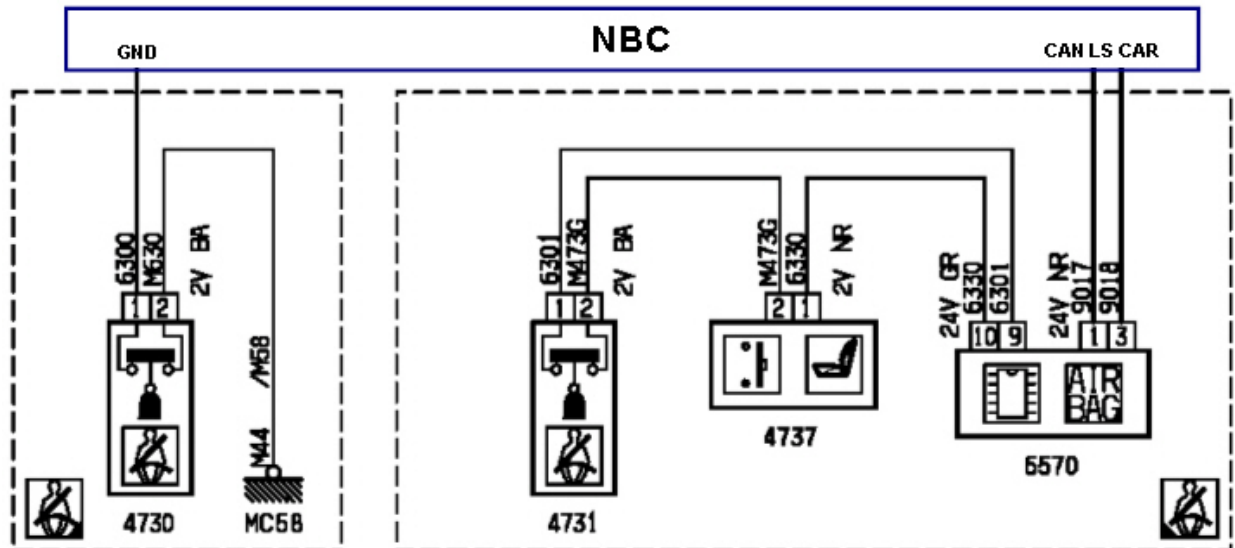 NBC
GND
CAN LS CAR
6300
M630
2V BA
1 2
/M58
M44
4730
MC58
6301
M473G
2V BA
1 2
4731
M473G
6330
2V NR
2 1
4737
24V GR
6330
6301
10 9
24V NR
9017
9018
1 3
AIR
BAG
6570